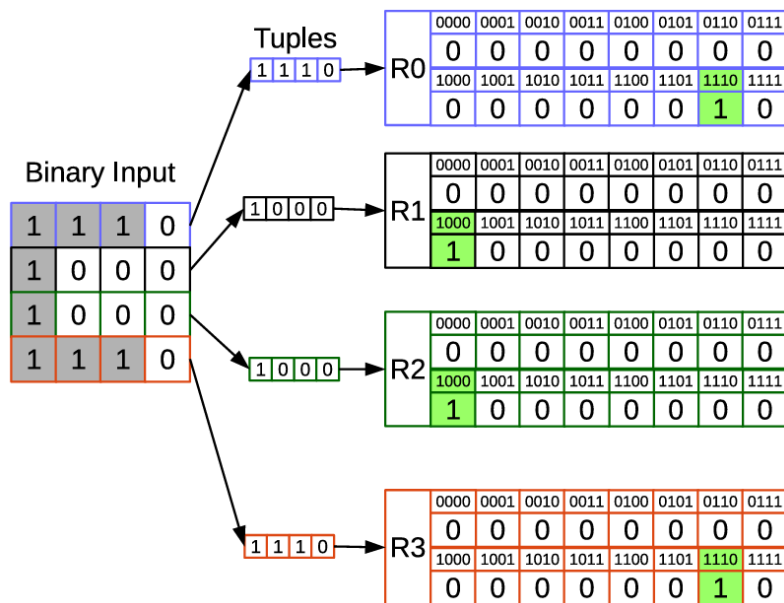 Tuples
1 1 1 0
R0
0000 0001 0010 0011 0100 0101 0110 0111
0 0 0 0 0 0 0 0
1000 1001 1010 1011 1100 1101 1110 1111
0 0 0 0 0 0 1 0
Binary Input
1 1 1 0
1 0 0 0
1 0 0 0
1 1 1 0
1 0 0 0
R1
0000 0001 0010 0011 0100 0101 0110 0111
0 0 0 0 0 0 0 0
1000 1001 1010 1011 1100 1101 1110 1111
1 0 0 0 0 0 0 0
1 0 0 0
R2
0000 0001 0010 0011 0100 0101 0110 0111
0 0 0 0 0 0 0 0
1000 1001 1010 1011 1100 1101 1110 1111
1 0 0 0 0 0 0 0
1 1 1 0
R3
0000 0001 0010 0011 0100 0101 0110 0111
0 0 0 0 0 0 0 0
1000 1001 1010 1011 1100 1101 1110 1111
0 0 0 0 0 0 1 0